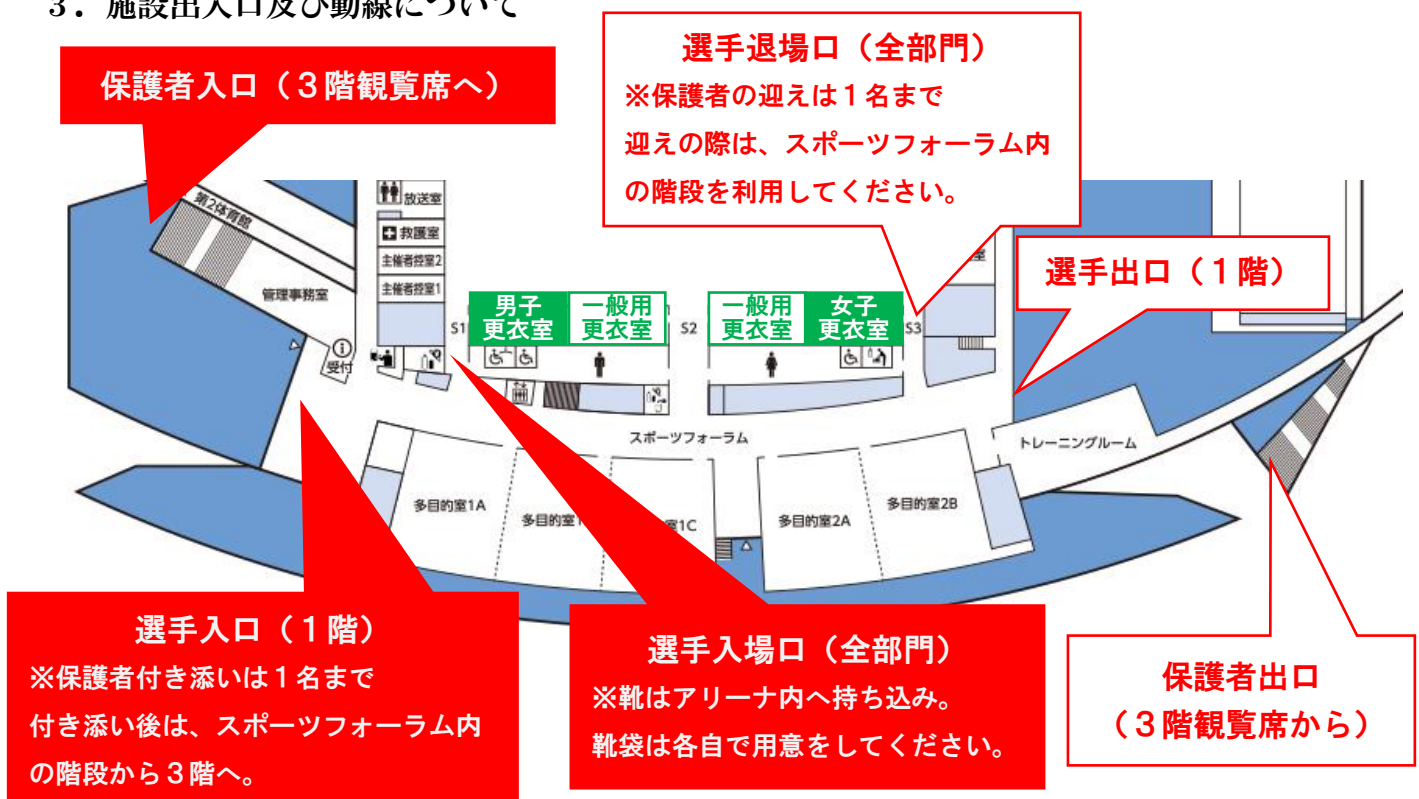 ３．施設出入口及び動線について
保護者入口（３階観覧席へ）
選手退場口（全部門）
※保護者の迎えは１名まで
迎えの際は、スポーツフォーラム内
の階段を利用してください。
選手出口（１階）
第2体育館
管理事務室
受付
放送室
救護室
主催者控室2
主催者控室1
S1
男子
更衣室
一般用
更衣室
S2
一般用
更衣室
女子
更衣室
S3
室
スポーツフォーラム
トレーニングルーム
多目的室1A
多目的室1
室1C
多目的室2A
多目的室2B
選手入口（１階）
※保護者付き添いは１名まで
付き添い後は、スポーツフォーラム内
の階段から３階へ。
選手入場口（全部門）
※靴はアリーナ内へ持ち込み。
靴袋は各自で用意をしてください。
保護者出口
（３階観覧席から）